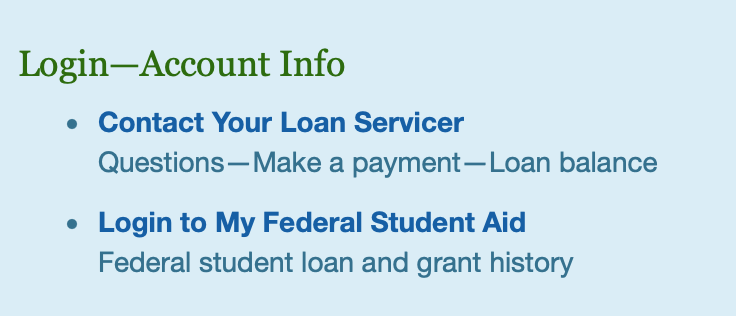 Login—Account Info
• Contact Your Loan Servicer
Questions—Make a payment—Loan balance
• Login to My Federal Student Aid
Federal student loan and grant history